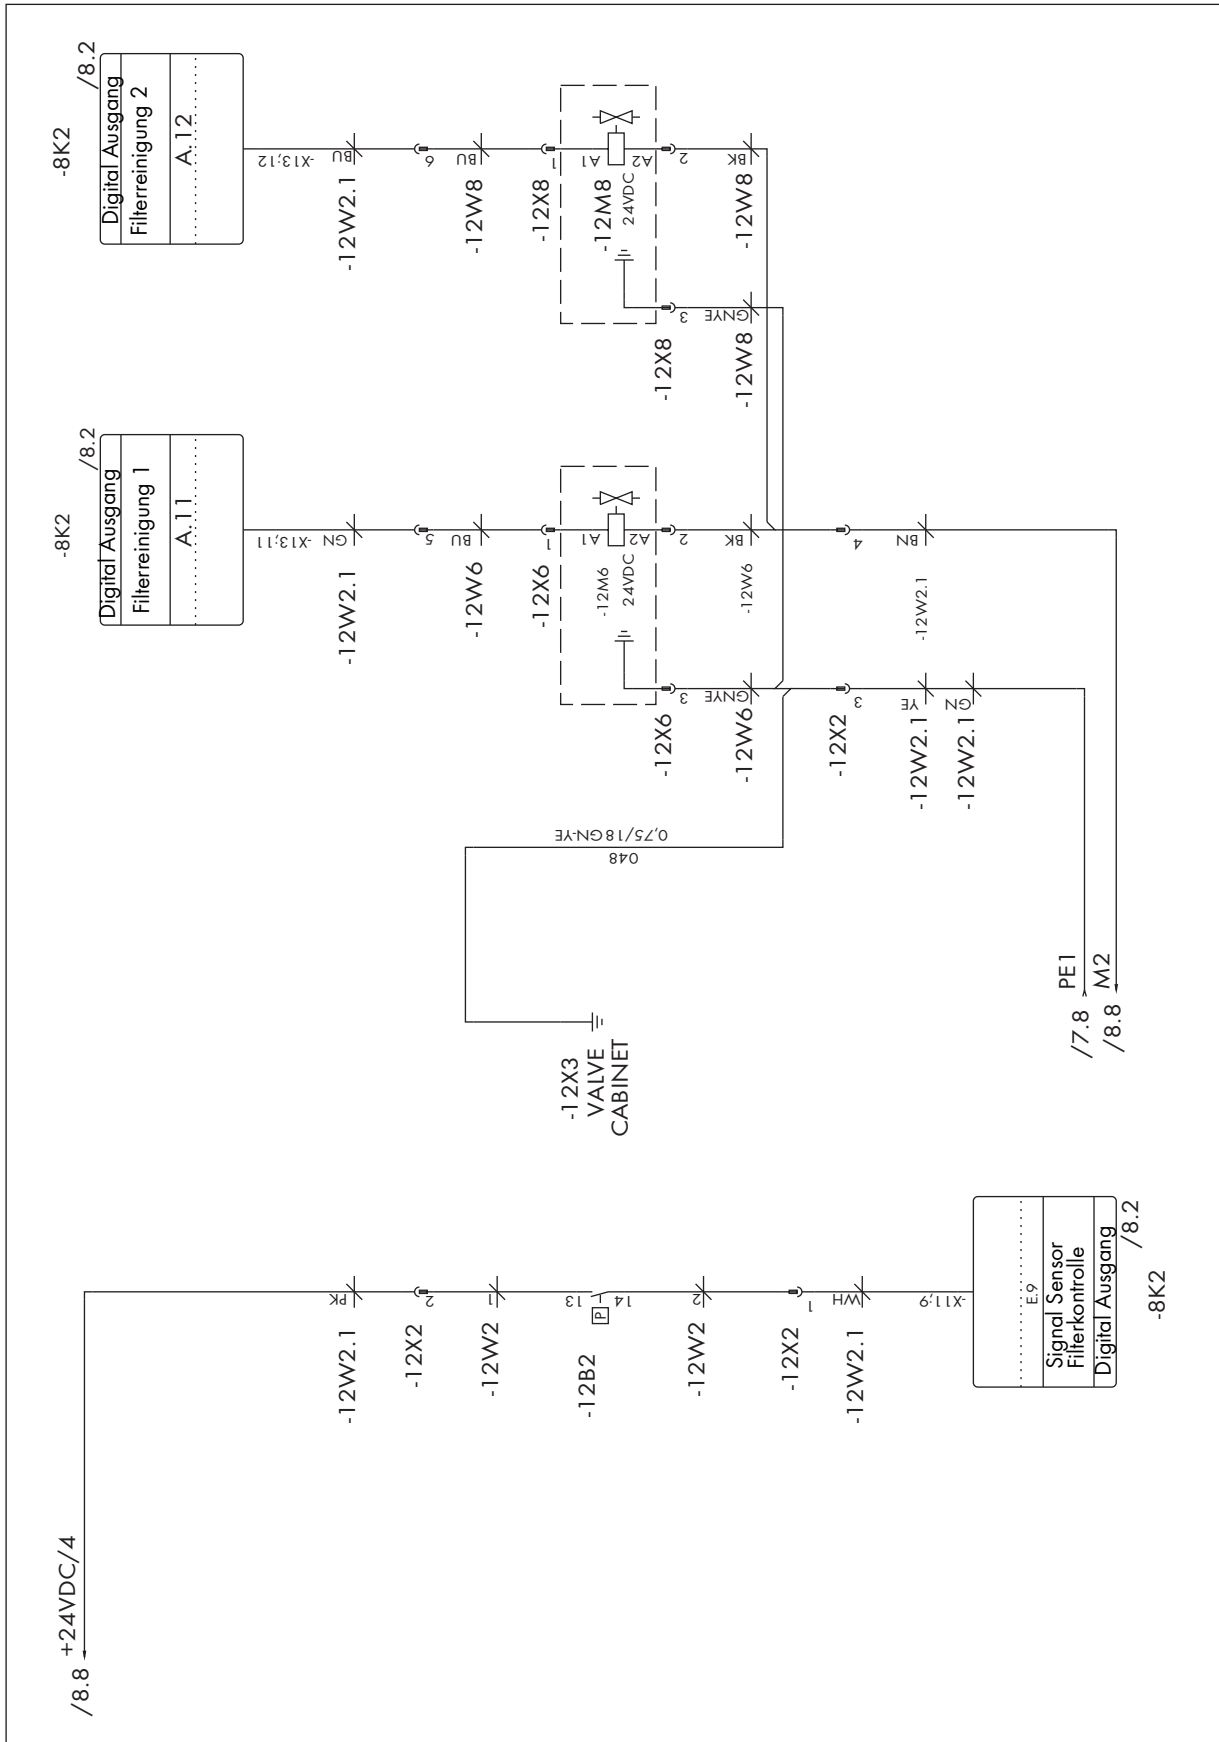 /8.8
+24VDC/4
-12W2.1
PK
-12X2
2
-12W2
1
-12B2
13
14
P
-12W2
2
-12X2
1
-12W2.1
WH
-X11;9
E.9
Signal Sensor
Filterkontrolle
Digital Ausgang
/8.2
-8K2
-12X3
VALVE
CABINET
048
0,75/18GN-YE
/7.8
PE1
/8.8
M2
-8K2
/8.2
Digital Ausgang
Filterreinigung 1
A.11
-X13;11
-12W2.1
GN
5
-12W6
BU
-12X6
1
-12M6
24VDC
A1
A2
-12X6
3
2
-12W6
GNYE
-12W6
BK
-12X2
3
4
-12W2.1
YE
-12W2.1
BN
-12W2.1
GN
-8K2
/8.2
Digital Ausgang
Filterreinigung 2
A.12
-X13;12
-12W2.1
BU
6
-12W8
BU
-12X8
1
-12M8
24VDC
A1
A2
-12X8
3
2
-12W8
GNYE
-12W8
BK